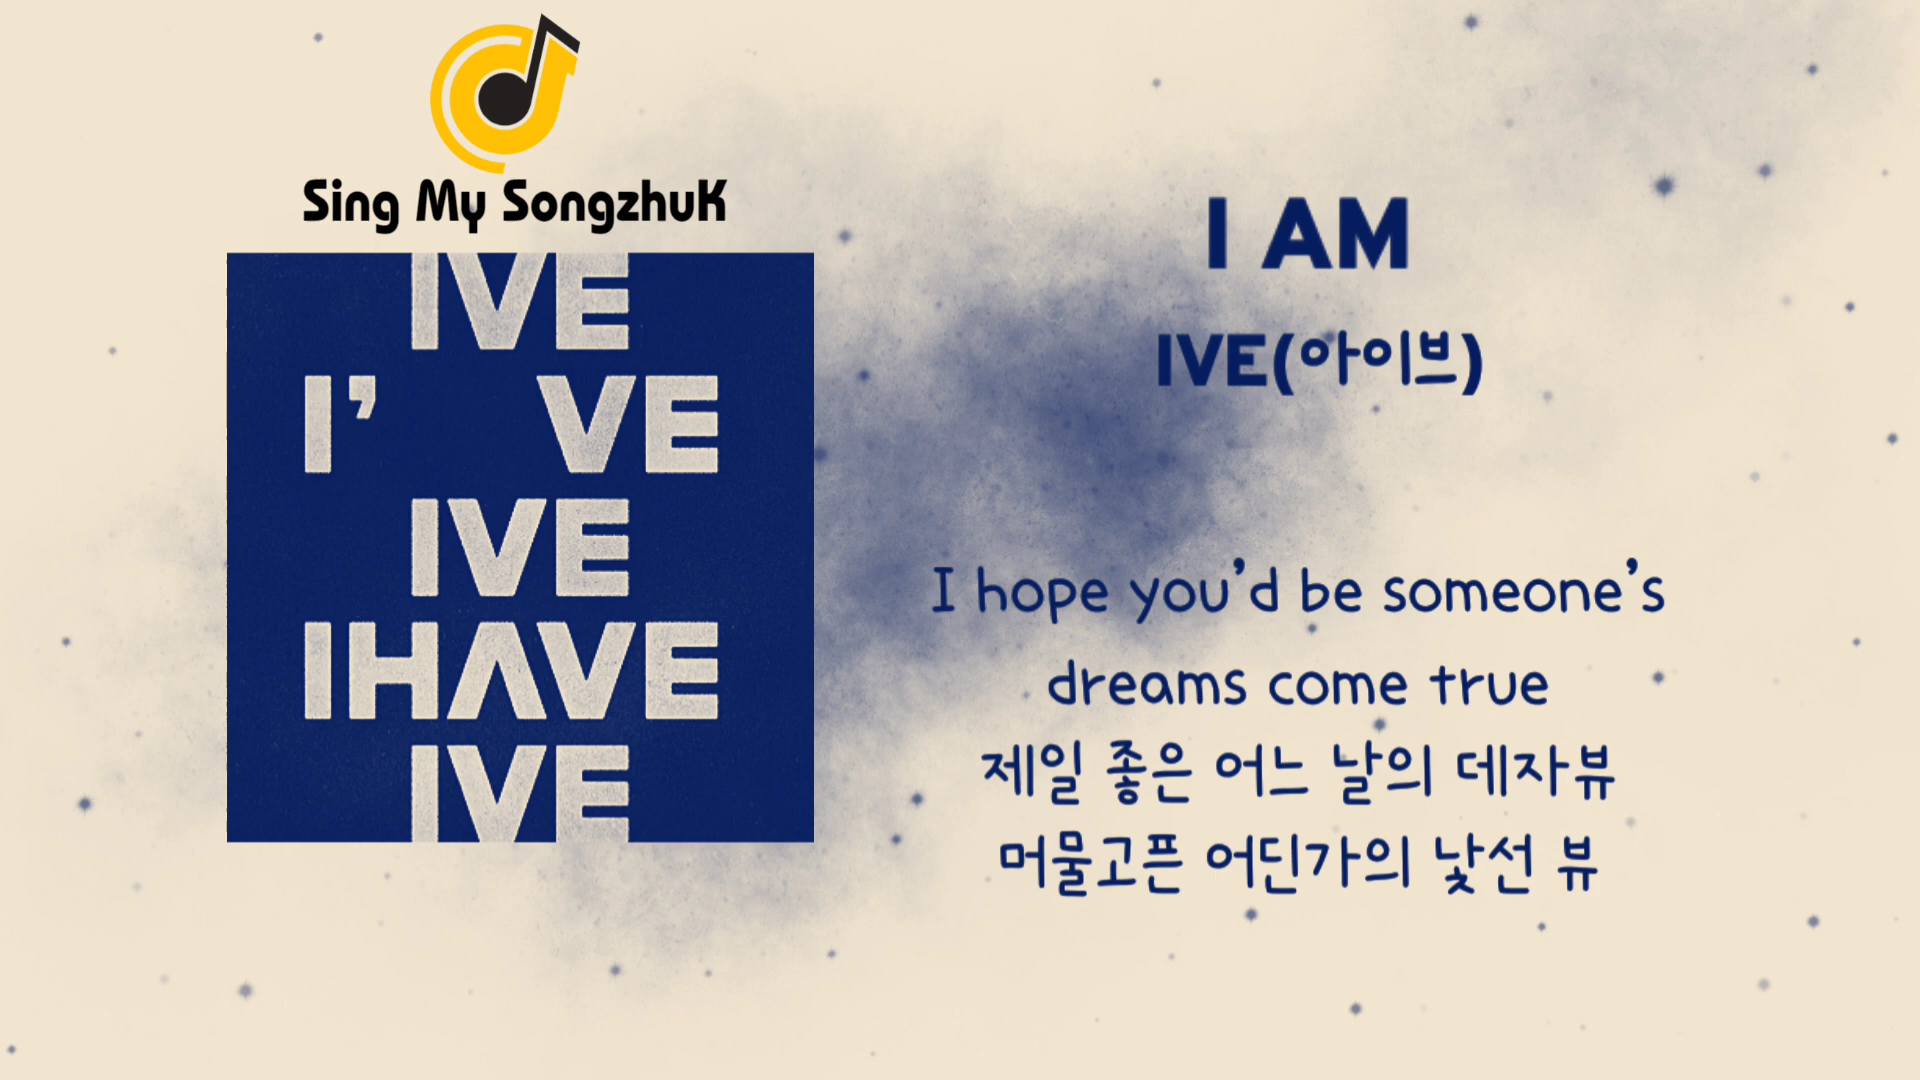 Sing My SongzhuK
IVE
I' VE
IVE
IHAVE
IVE
I AM
IVE(아이브)
I hope you'd be someone's
dreams come true
제일 좋은 어느 날의 데자뷰
머물고픈 어딘가의 낯선 뷰